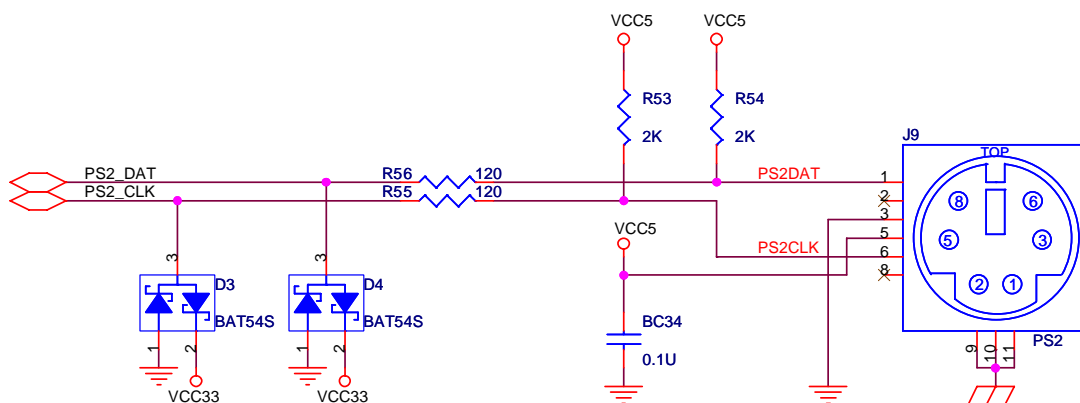 VCC5 VCC5
R53 R54
2K 2K
J9
TOP
PS2_DAT R56 120 PS2DAT 1
PS2_CLK R55 120 2
8 6
3
VCC5 5
5 3
PS2CLK 6
8
3 3
2 1
D3 D4
BAT54S BAT54S
BC34
0.1U
PS2
1 2 1 2
9 10 11
VCC33 VCC33